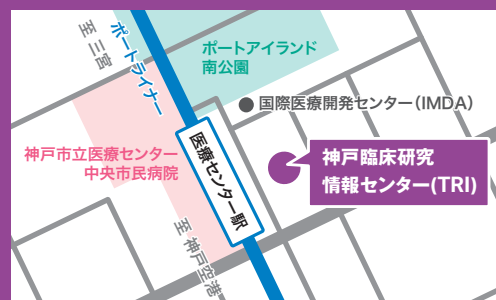 至 三宮
ポートライナー
ポートアイランド
南公園
国際医療開発センター（IMDA）
神戸市立医療センター
中央市民病院
医療センター駅
神戸臨床研究
情報センター(TRI)
至 神戸空港